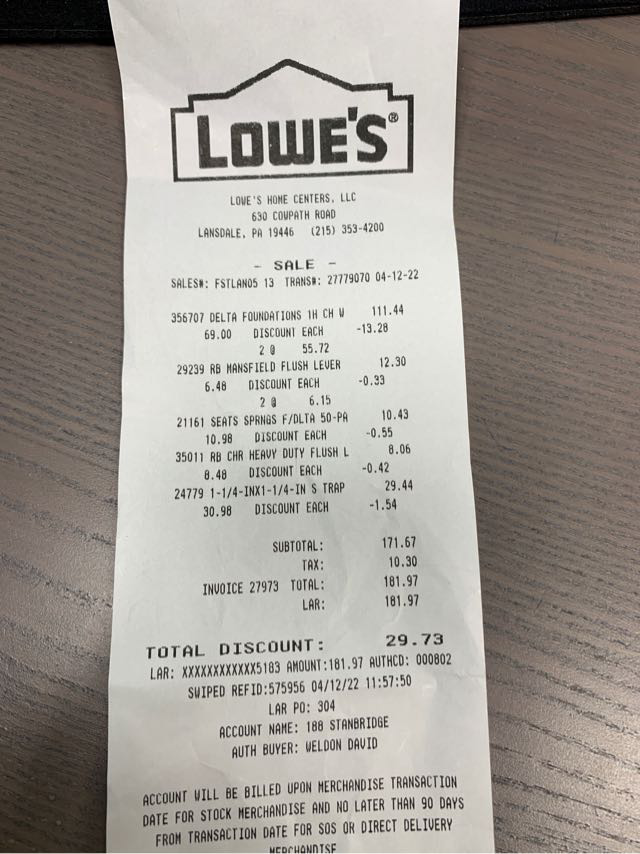 LOWE'S®
LOWE'S HOME CENTERS, LLC
630 COWPATH ROAD
LANSDALE, PA 19446 (215) 353-4200
- SALE -
SALES#: FSTLAN05 13 TRANS#: 27779070 04-12-22
356707 DELTA FOUNDATIONS 1H CH W 111.44
69.00 DISCOUNT EACH -13.28
2 @ 55.72
29239 RB MANSFIELD FLUSH LEVER 12.30
6.48 DISCOUNT EACH -0.33
2 @ 6.15
21161 SEATS SPRNGS F/DLTA 50-PA 10.43
10.98 DISCOUNT EACH -0.55
35011 RB CHR HEAVY DUTY FLUSH L 8.06
8.48 DISCOUNT EACH -0.42
24779 1-1/4-INX1-1/4-IN S TRAP 29.44
30.98 DISCOUNT EACH -1.54
SUBTOTAL: 171.67
TAX: 10.30
INVOICE 27973 TOTAL: 181.97
LAR: 181.97
TOTAL DISCOUNT: 29.73
LAR: XXXXXXXXXXXX5183 AMOUNT:181.97 AUTHCD: 000802
SWIPED REFID:575956 04/12/22 11:57:50
LAR PO: 304
ACCOUNT NAME: 188 STANBRIDGE
AUTH BUYER: WELDON DAVID
ACCOUNT WILL BE BILLED UPON MERCHANDISE TRANSACTION
DATE FOR STOCK MERCHANDISE AND NO LATER THAN 90 DAYS
FROM TRANSACTION DATE FOR SOS OR DIRECT DELIVERY
MERCHANDISE